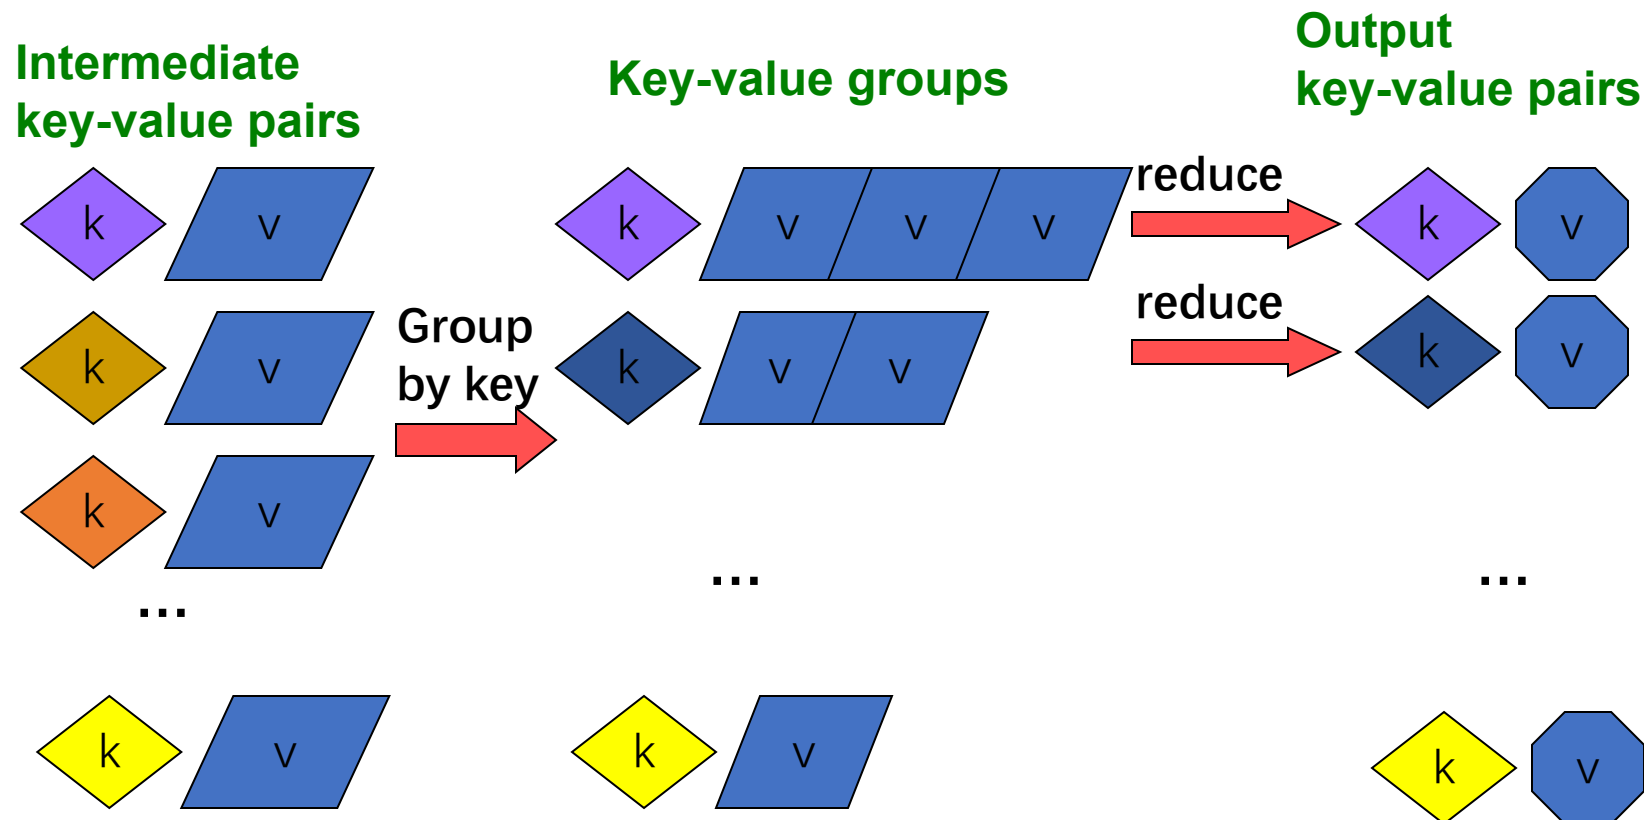 Intermediate
key-value pairs
Key-value groups
Output
key-value pairs
k v
k v v v
reduce
k v
k v
Group
by key
k v v
reduce
k v
k v
...
...
...
k v
k v
k v